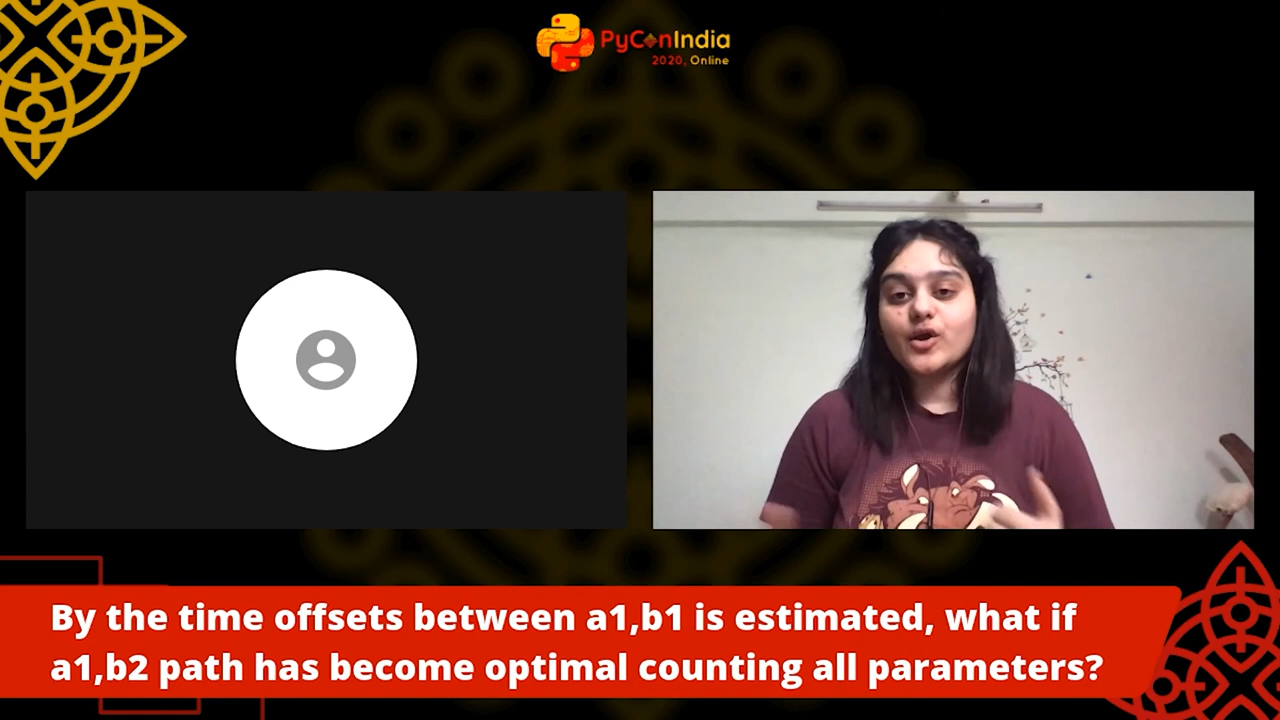 PyConIndia
2020, Online
By the time offsets between a1,b1 is estimated, what if
a1,b2 path has become optimal counting all parameters?